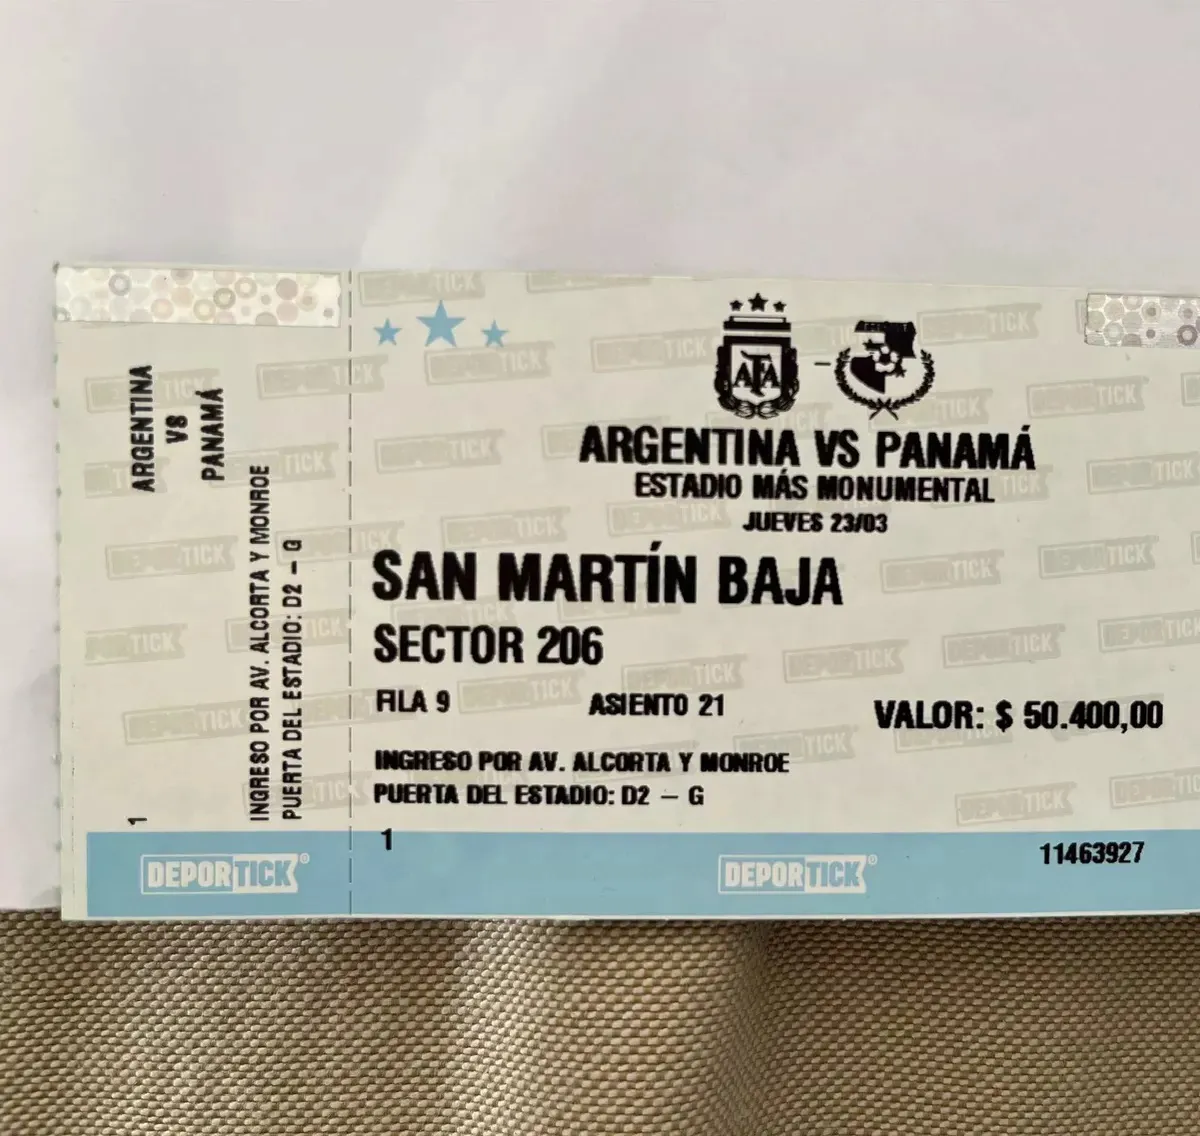 ARGENTINA
VS
PANAMÁ
INGRESO POR AV. ALCORTA Y MONROE
PUERTA DEL ESTADIO: D2 – G
1
DEPORTICK®
AFA
ARGENTINA VS PANAMÁ
ESTADIO MÁS MONUMENTAL
JUEVES 23/03
SAN MARTÍN BAJA
SECTOR 206
FILA 9 ASIENTO 21
VALOR: $ 50.400,00
INGRESO POR AV. ALCORTA Y MONROE
PUERTA DEL ESTADIO: D2 – G
1
DEPORTICK®
11463927